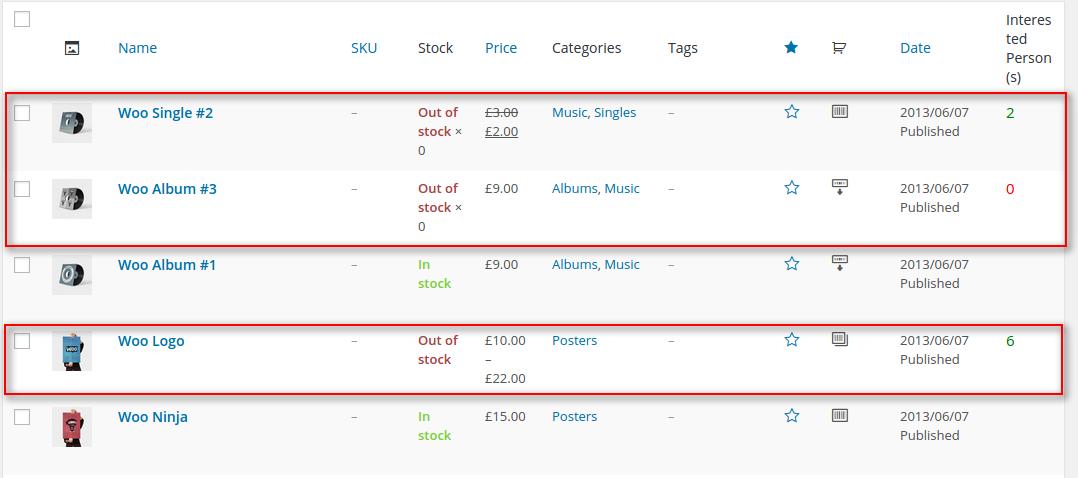 Interes
ted
Person
(s)
Name SKU Stock Price Categories Tags Date
Woo Single #2 – Out of £3.00 Music, Singles – 2013/06/07 2
stock × £2.00 Published
0
Woo Album #3 – Out of £9.00 Albums, Music – 2013/06/07 0
stock × Published
0
Woo Album #1 – In £9.00 Albums, Music – 2013/06/07
stock Published
Woo Logo – Out of £10.00 Posters – 2013/06/07 6
stock – Published
£22.00
Woo Ninja – In £15.00 Posters – 2013/06/07
stock Published